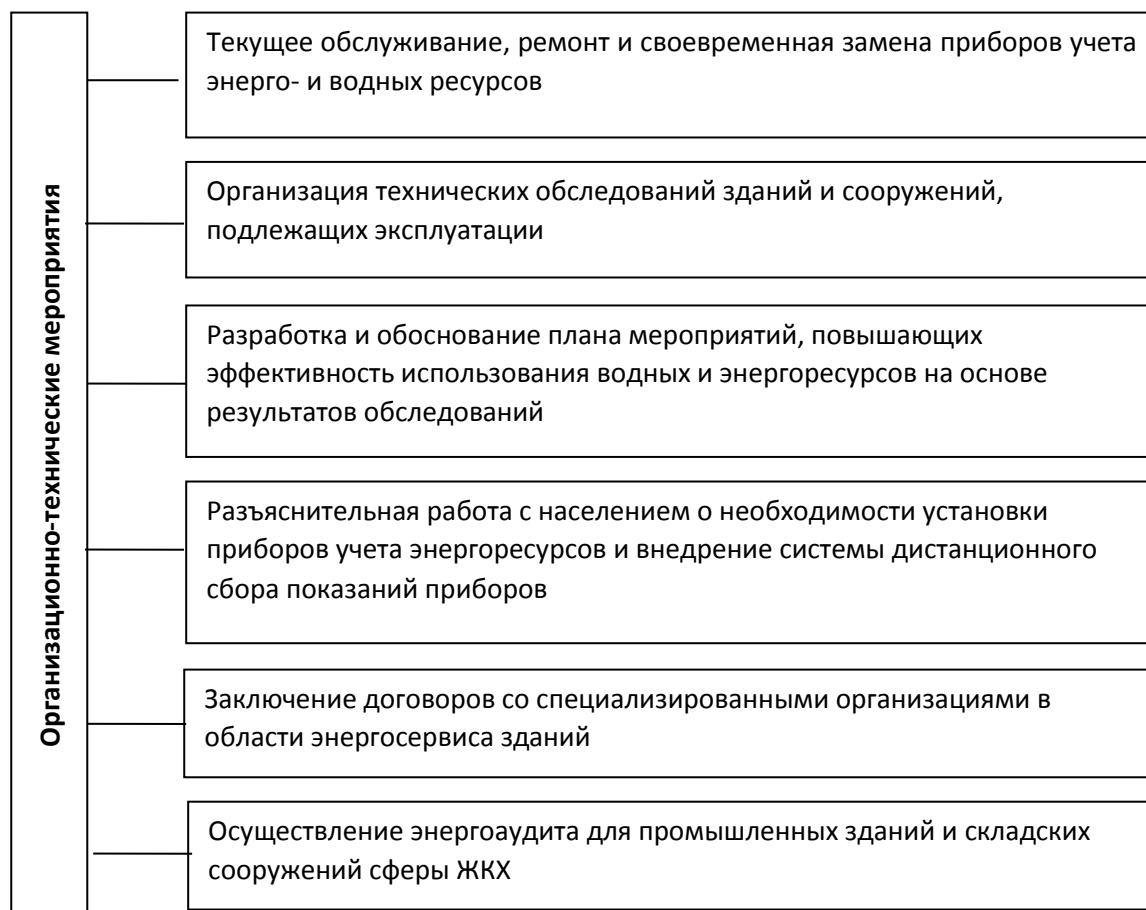 Организационно-технические мероприятия
Текущее обслуживание, ремонт и своевременная замена приборов учета
энерго- и водных ресурсов
Организация технических обследований зданий и сооружений,
подлежащих эксплуатации
Разработка и обоснование плана мероприятий, повышающих
эффективность использования водных и энергоресурсов на основе
результатов обследований
Разъяснительная работа с населением о необходимости установки
приборов учета энергоресурсов и внедрение системы дистанционного
сбора показаний приборов
Заключение договоров со специализированными организациями в
области энергосервиса зданий
Осуществление энергоаудита для промышленных зданий и складских
сооружений сферы ЖКХ